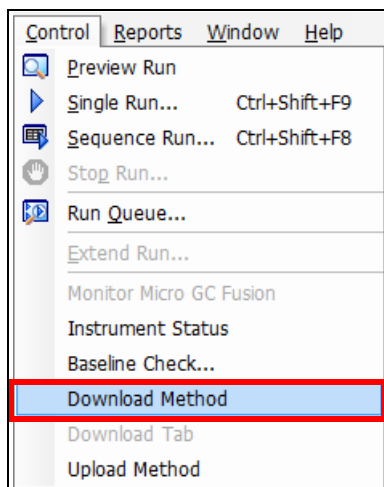 Control Reports Window Help
Preview Run
Single Run... Ctrl+Shift+F9
Sequence Run... Ctrl+Shift+F8
Stop Run...
Run Queue...
Extend Run...
Monitor Micro GC Fusion
Instrument Status
Baseline Check...
Download Method
Download Tab
Upload Method